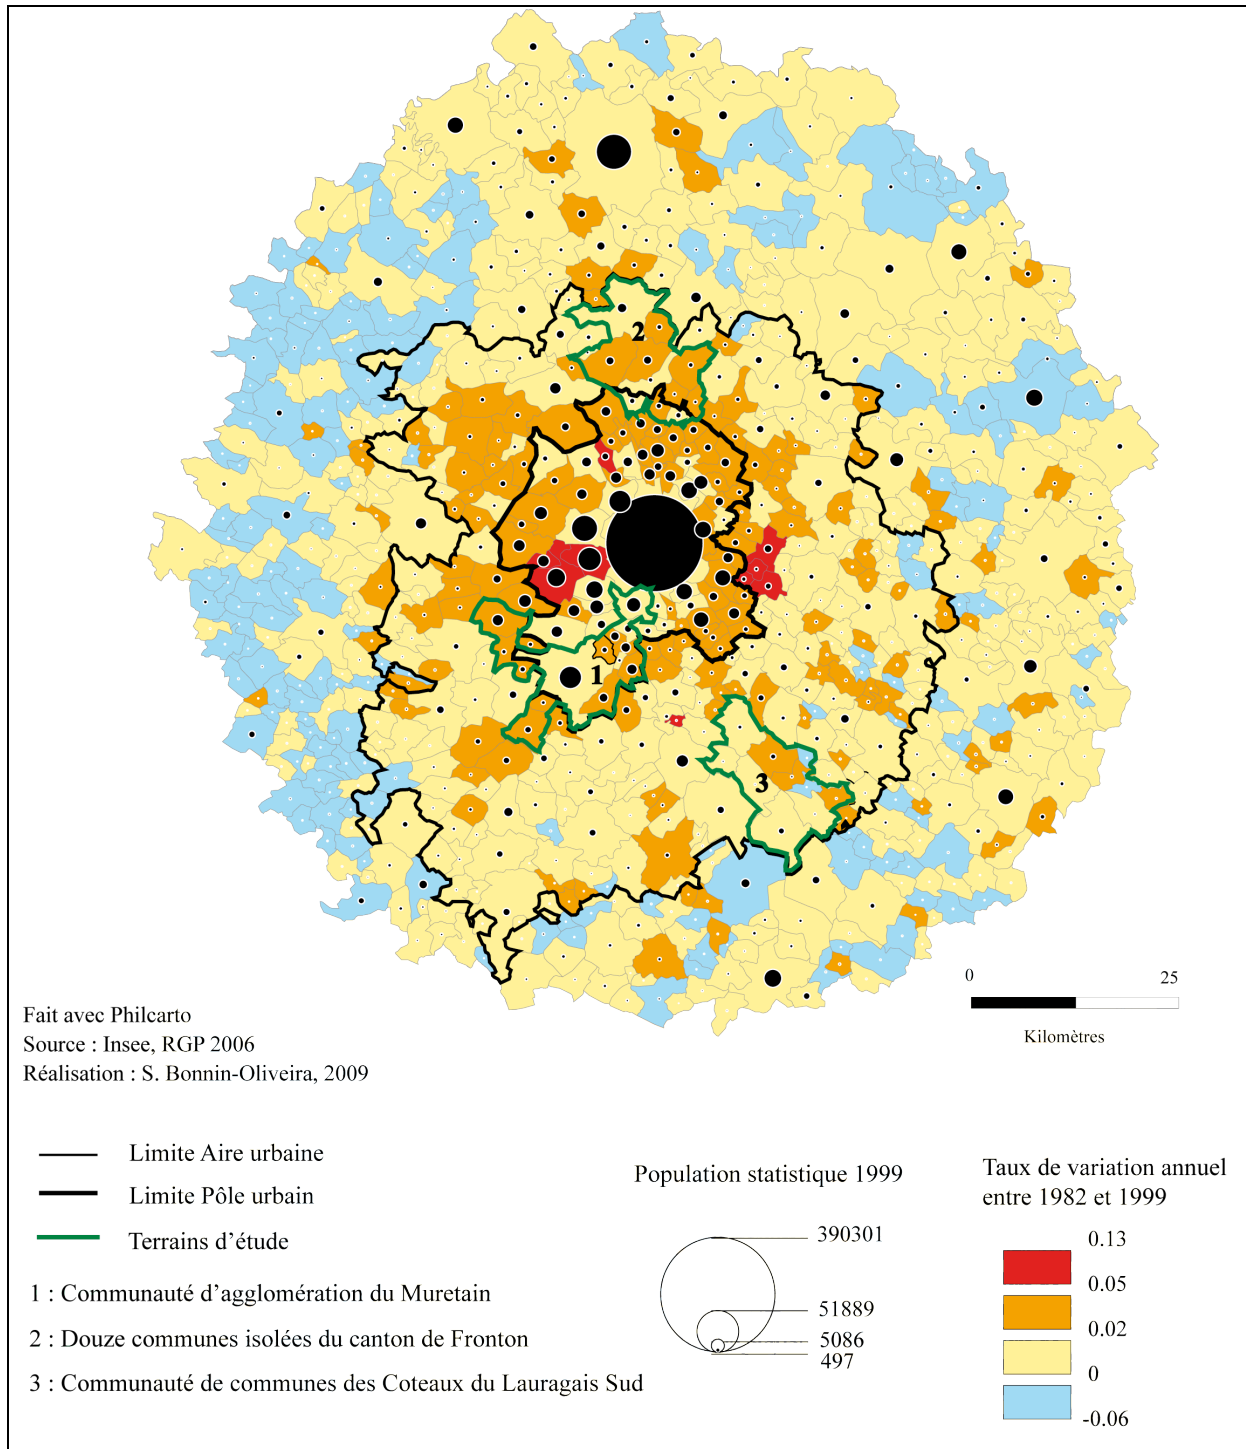 2
1
3
0 25
Kilomètres
Fait avec Philcarto
Source : Insee, RGP 2006
Réalisation : S. Bonnin-Oliveira, 2009
Limite Aire urbaine
Limite Pôle urbain
Terrains d'étude
1 : Communauté d'agglomération du Muretain
2 : Douze communes isolées du canton de Fronton
3 : Communauté de communes des Coteaux du Lauragais Sud
Population statistique 1999
390301
51889
5086
497
Taux de variation annuel
entre 1982 et 1999
0.13
0.05
0.02
0
-0.06